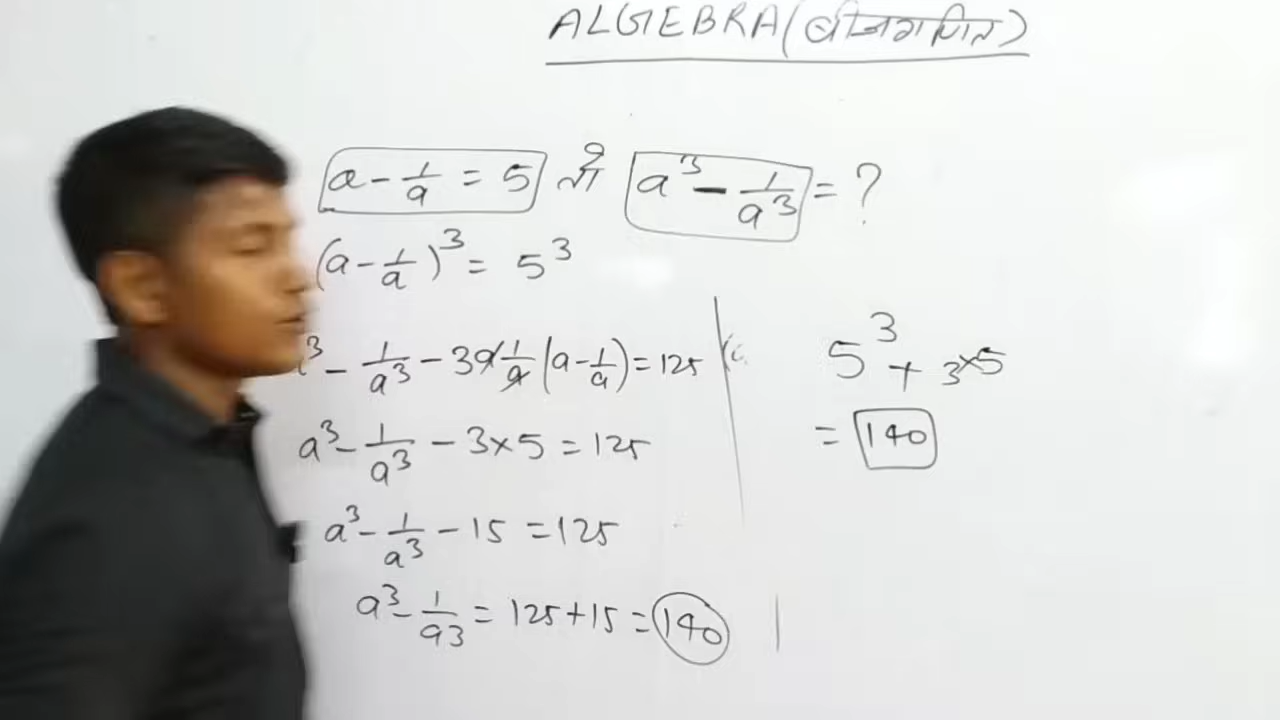 ALGEBRA (बीजगणित)
a - 1/a = 5 तो a³ - 1/a³ = ?
(a - 1/a)³ = 5³
³ - 1/a³ - 3a 1/a (a - 1/a) = 125
a³ - 1/a³ - 3×5 = 125
a³ - 1/a³ - 15 = 125
a³ - 1/a3 = 125+15 = 140
5³ + 3×5
= 140